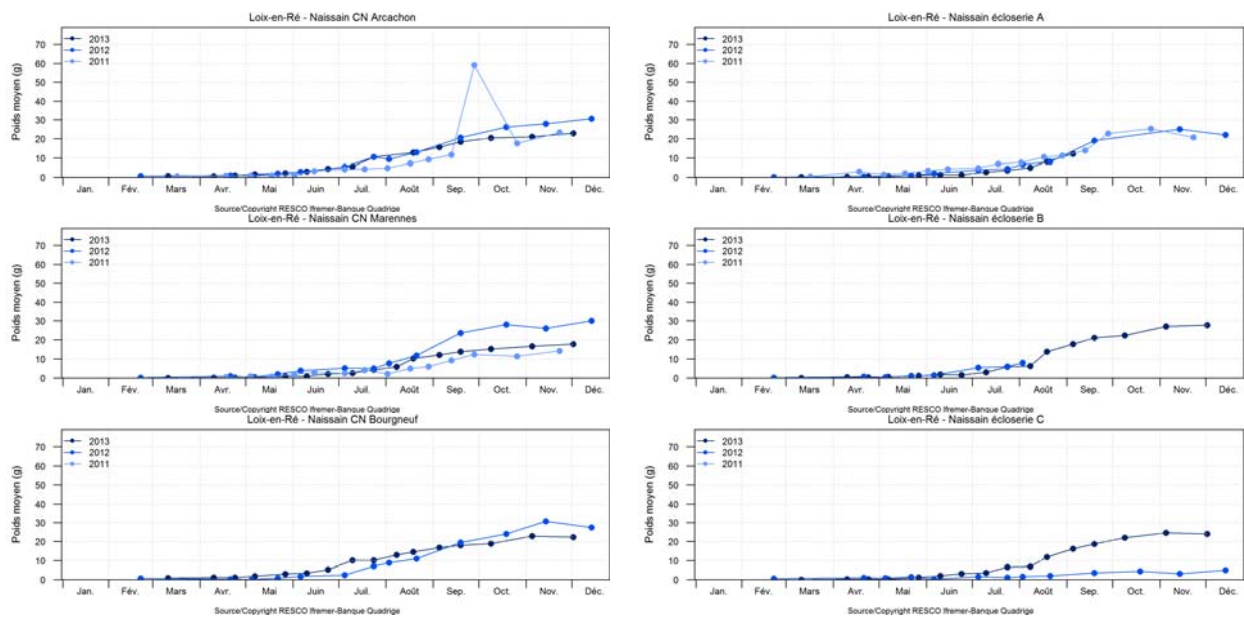 Loix-en-Ré - Naissain CN Arcachon
Poids moyen (g)
70
60
50
40
30
20
10
0
2013
2012
2011
Jan. Fév. Mars Avr. Mai Juin Juil. Août Sep. Oct. Nov. Déc.
Source/Copyright RESCO Ifremer-Banque Quadrige
Loix-en-Ré - Naissain écloserie A
Poids moyen (g)
70
60
50
40
30
20
10
0
2013
2012
2011
Jan. Fév. Mars Avr. Mai Juin Juil. Août Sep. Oct. Nov. Déc.
Source/Copyright RESCO Ifremer-Banque Quadrige
Loix-en-Ré - Naissain CN Marennes
Poids moyen (g)
70
60
50
40
30
20
10
0
2013
2012
2011
Jan. Fév. Mars Avr. Mai Juin Juil. Août Sep. Oct. Nov. Déc.
Source/Copyright RESCO Ifremer-Banque Quadrige
Loix-en-Ré - Naissain écloserie B
Poids moyen (g)
70
60
50
40
30
20
10
0
2013
2012
2011
Jan. Fév. Mars Avr. Mai Juin Juil. Août Sep. Oct. Nov. Déc.
Source/Copyright RESCO Ifremer-Banque Quadrige
Loix-en-Ré - Naissain CN Bourgneuf
Poids moyen (g)
70
60
50
40
30
20
10
0
2013
2012
2011
Jan. Fév. Mars Avr. Mai Juin Juil. Août Sep. Oct. Nov. Déc.
Source/Copyright RESCO Ifremer-Banque Quadrige
Loix-en-Ré - Naissain écloserie C
Poids moyen (g)
70
60
50
40
30
20
10
0
2013
2012
2011
Jan. Fév. Mars Avr. Mai Juin Juil. Août Sep. Oct. Nov. Déc.
Source/Copyright RESCO Ifremer-Banque Quadrige